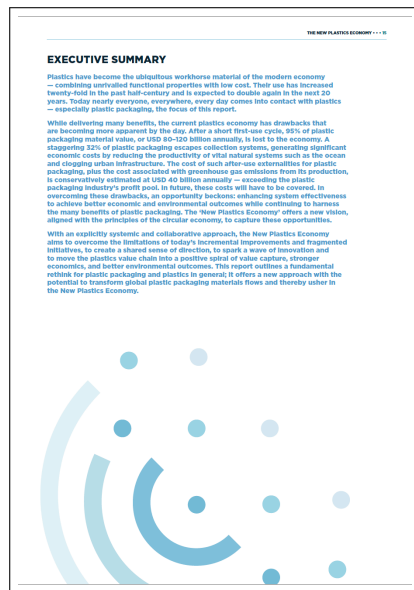 THE NEW PLASTICS ECONOMY • • • 15
EXECUTIVE SUMMARY
Plastics have become the ubiquitous workhorse material of the modern economy
— combining unrivalled functional properties with low cost. Their use has increased
twenty-fold in the past half-century and is expected to double again in the next 20
years. Today nearly everyone, everywhere, every day comes into contact with plastics
— especially plastic packaging, the focus of this report.
While delivering many benefits, the current plastics economy has drawbacks that
are becoming more apparent by the day. After a short first-use cycle, 95% of plastic
packaging material value, or USD 80–120 billion annually, is lost to the economy. A
staggering 32% of plastic packaging escapes collection systems, generating significant
economic costs by reducing the productivity of vital natural systems such as the ocean
and clogging urban infrastructure. The cost of such after-use externalities for plastic
packaging, plus the cost associated with greenhouse gas emissions from its production,
is conservatively estimated at USD 40 billion annually — exceeding the plastic
packaging industry's profit pool. In future, these costs will have to be covered. In
overcoming these drawbacks, an opportunity beckons: enhancing system effectiveness
to achieve better economic and environmental outcomes while continuing to harness
the many benefits of plastic packaging. The 'New Plastics Economy' offers a new vision,
aligned with the principles of the circular economy, to capture these opportunities.
With an explicitly systemic and collaborative approach, the New Plastics Economy
aims to overcome the limitations of today's incremental improvements and fragmented
initiatives, to create a shared sense of direction, to spark a wave of innovation and
to move the plastics value chain into a positive spiral of value capture, stronger
economics, and better environmental outcomes. This report outlines a fundamental
rethink for plastic packaging and plastics in general; it offers a new approach with the
potential to transform global plastic packaging materials flows and thereby usher in
the New Plastics Economy.